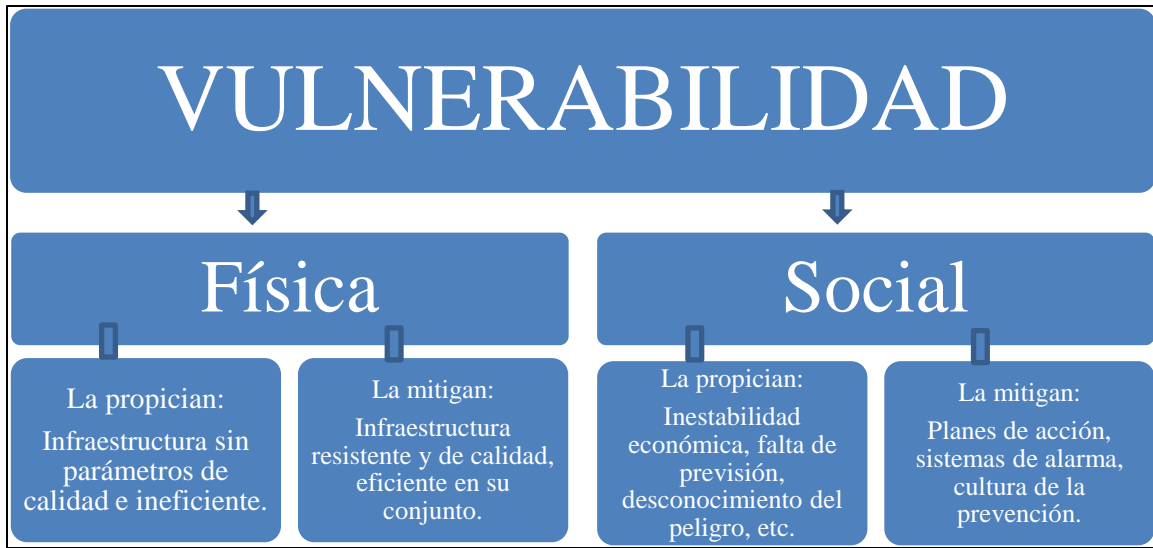 VULNERABILIDAD
Física
Social
La propician:
Infraestructura sin
parámetros de
calidad e ineficiente.
La mitigan:
Infraestructura
resistente y de calidad,
eficiente en su
conjunto.
La propician:
Inestabilidad
económica, falta de
previsión,
desconocimiento del
peligro, etc.
La mitigan:
Planes de acción,
sistemas de alarma,
cultura de la
prevención.